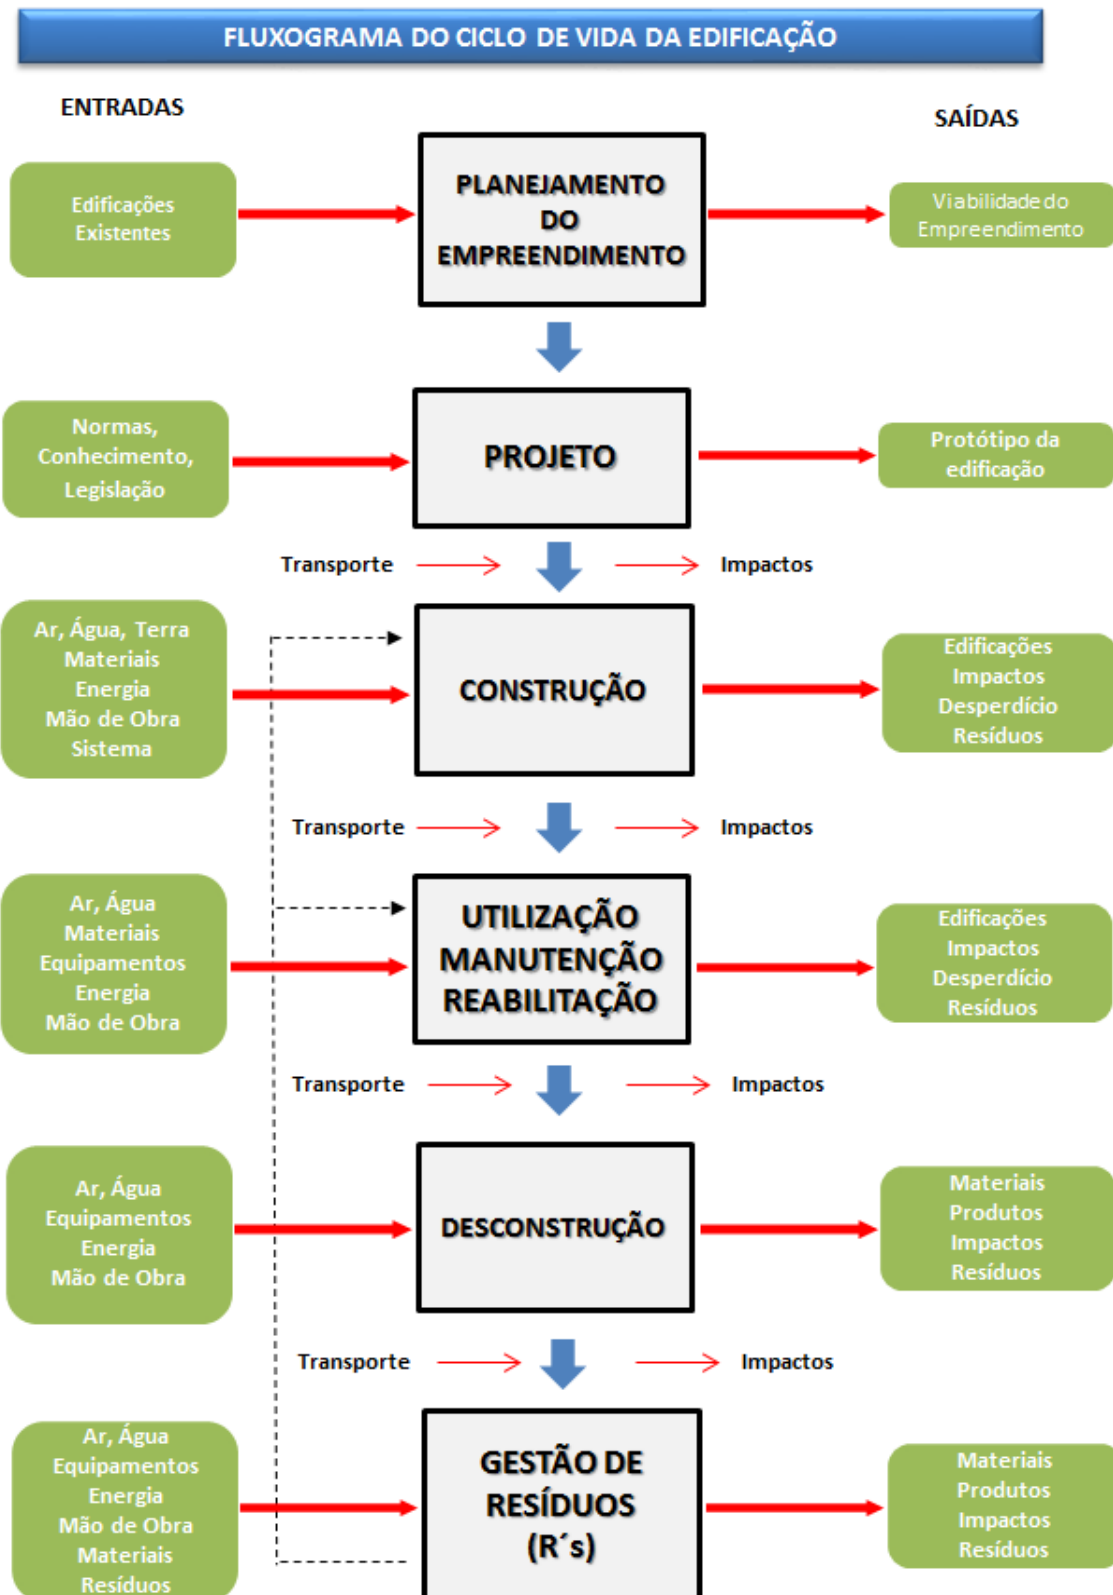 FLUXOGRAMA DO CICLO DE VIDA DA EDIFICAÇÃO
ENTRADAS
SAÍDAS
Edificações
Existentes
PLANEJAMENTO
DO
EMPREENDIMENTO
Viabilidade do
Empreendimento
Normas,
Conhecimento,
Legislação
PROJETO
Protótipo da
edificação
Transporte
Impactos
Ar, Água, Terra
Materiais
Energia
Mão de Obra
Sistema
CONSTRUÇÃO
Edificações
Impactos
Desperdício
Resíduos
Transporte
Impactos
Ar, Água
Materiais
Equipamentos
Energia
Mão de Obra
UTILIZAÇÃO
MANUTENÇÃO
REABILITAÇÃO
Edificações
Impactos
Desperdício
Resíduos
Transporte
Impactos
Ar, Água
Equipamentos
Energia
Mão de Obra
DESCONSTRUÇÃO
Materiais
Produtos
Impactos
Resíduos
Transporte
Impactos
Ar, Água
Equipamentos
Energia
Mão de Obra
Materiais
Resíduos
GESTÃO DE
RESÍDUOS
(R´s)
Materiais
Produtos
Impactos
Resíduos